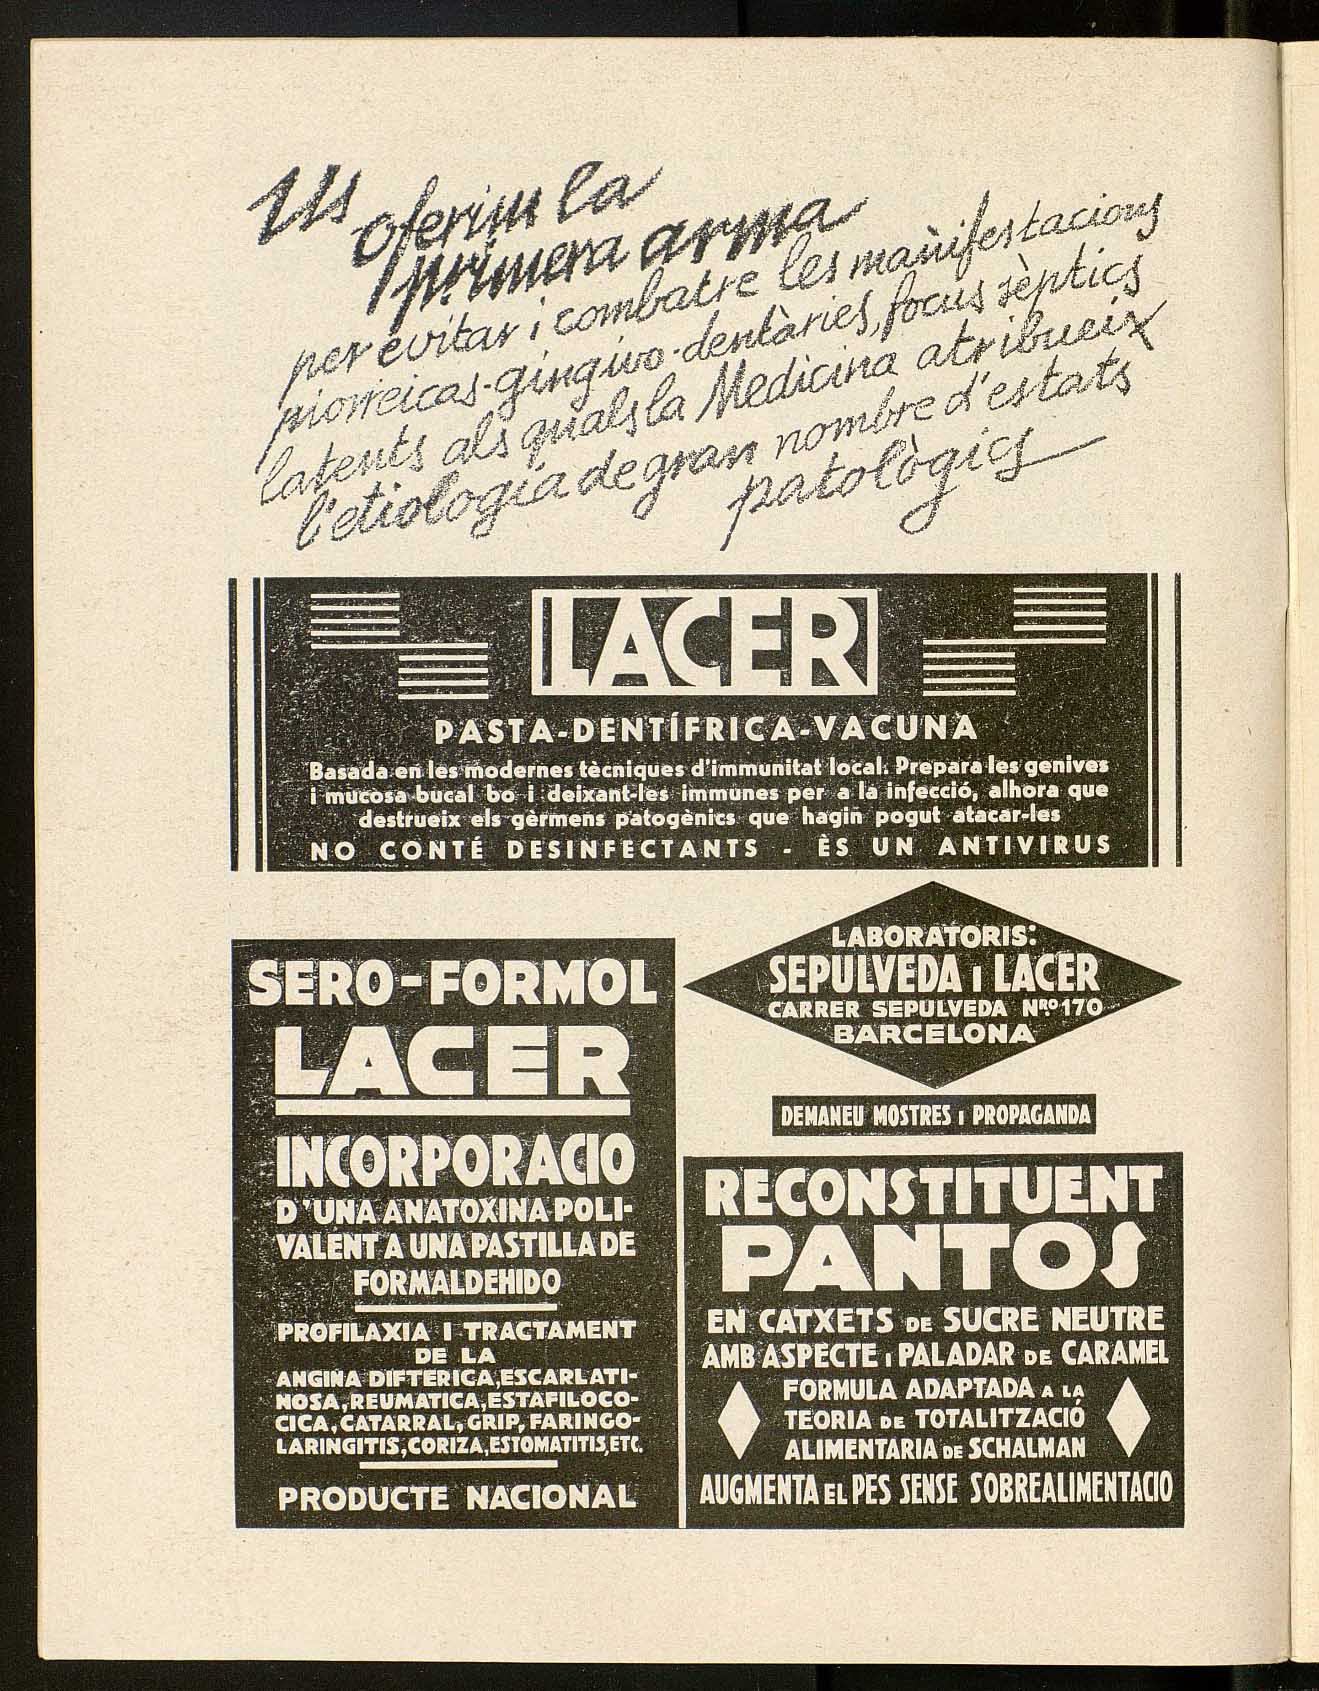 Us oferim la
primera arma
per evitar i combatre les manifestacions
piorreicas-gingivo-dentàries, focus sèptics
latents als quals la Medicina atribueix
l'etiologia de gran nombre d'estats
patològics
LACER
PASTA-DENTÍFRICA-VACUNA
Basada en les modernes tècniques d'immunitat local. Prepara les genives
i mucosa bucal bo i deixant-les immunes per a la infecció, alhora que
destrueix els gèrmens patogènics que hagin pogut atacar-les
NO CONTÉ DESINFECTANTS - ÈS UN ANTIVIRUS
LABORATORIS:
SEPULVEDA I LACER
CARRER SEPULVEDA NRO. 170
BARCELONA
DEMANEU MOSTRES I PROPAGANDA
SERO-FORMOL
LACER
INCORPORACIO
D'UNA ANATOXINA POLI-
VALENT A UNA PASTILLA DE
FORMALDEHIDO
PROFILAXIA I TRACTAMENT
DE LA
ANGINA DIFTERICA, ESCARLATI-
NOSA, REUMATICA, ESTAFILOCO-
CICA, CATARRAL, GRIP, FARINGO-
LARINGITIS, CORIZA, ESTOMATITIS, ETC.
PRODUCTE NACIONAL
RECONSTITUENT
PANTOS
EN CATXETS DE SUCRE NEUTRE
AMB ASPECTE I PALADAR DE CARAMEL
FORMULA ADAPTADA A LA
TEORIA DE TOTALITZACIÓ
ALIMENTARIA DE SCHALMAN
AUGMENTA EL PES SENSE SOBREALIMENTACIO